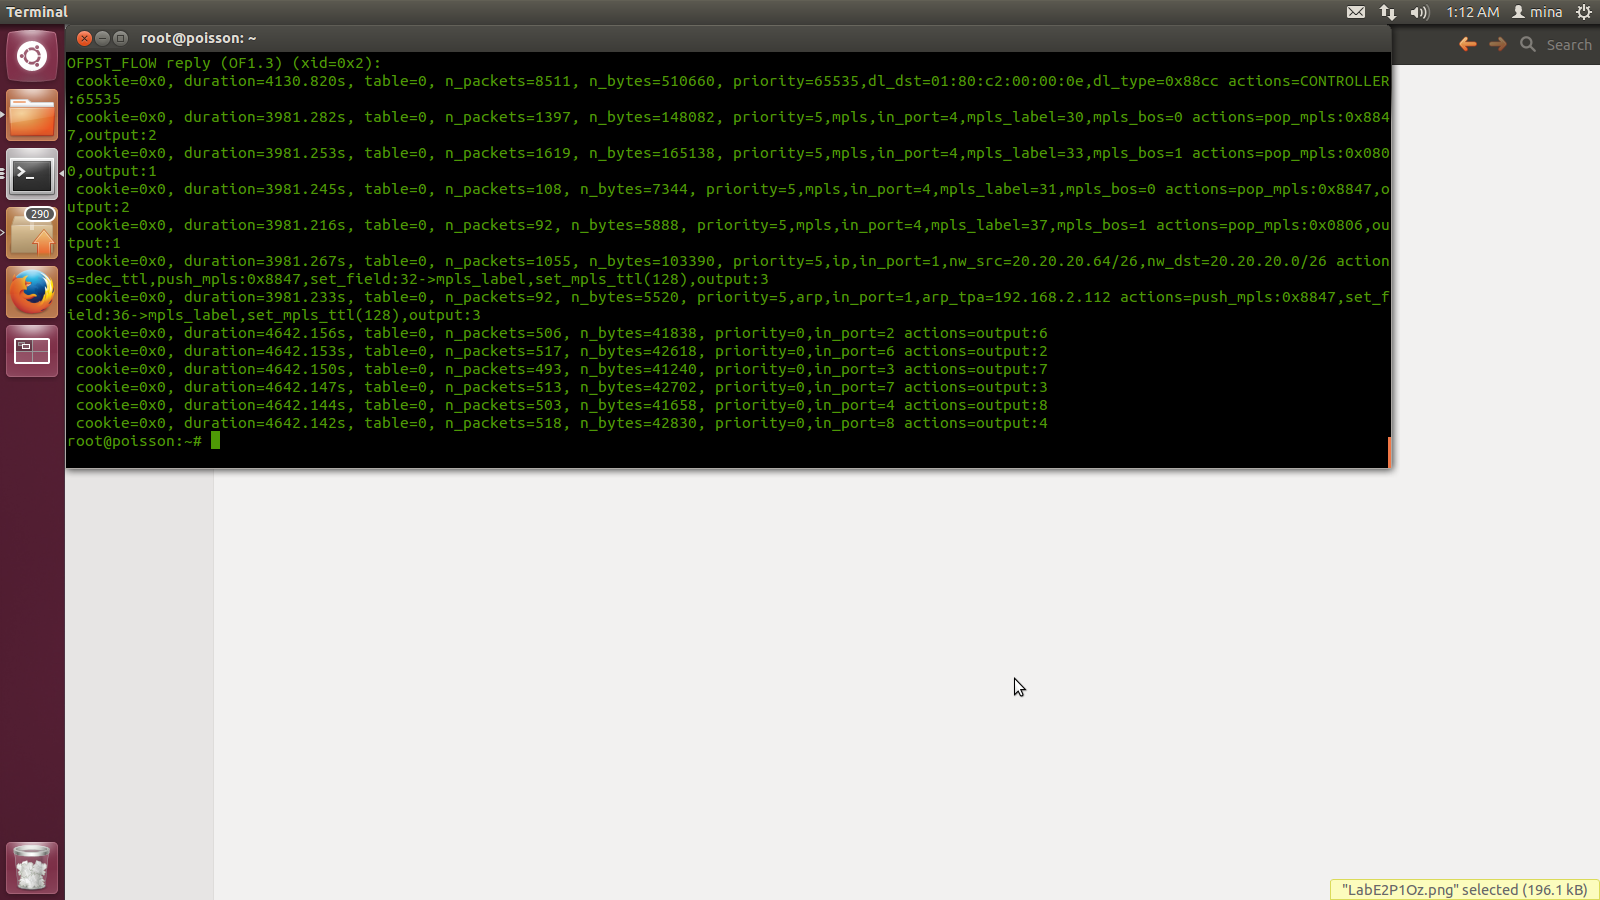 Terminal
1:12 AM mina
root@poisson: ~
Search
OFPST_FLOW reply (OF1.3) (xid=0x2):
 cookie=0x0, duration=4130.820s, table=0, n_packets=8511, n_bytes=510660, priority=65535,dl_dst=01:80:c2:00:00:0e,dl_type=0x88cc actions=CONTROLLER
:65535
 cookie=0x0, duration=3981.282s, table=0, n_packets=1397, n_bytes=148082, priority=5,mpls,in_port=4,mpls_label=30,mpls_bos=0 actions=pop_mpls:0x884
7,output:2
 cookie=0x0, duration=3981.253s, table=0, n_packets=1619, n_bytes=165138, priority=5,mpls,in_port=4,mpls_label=33,mpls_bos=1 actions=pop_mpls:0x080
0,output:1
 cookie=0x0, duration=3981.245s, table=0, n_packets=108, n_bytes=7344, priority=5,mpls,in_port=4,mpls_label=31,mpls_bos=0 actions=pop_mpls:0x8847,o
utput:2
 cookie=0x0, duration=3981.216s, table=0, n_packets=92, n_bytes=5888, priority=5,mpls,in_port=4,mpls_label=37,mpls_bos=1 actions=pop_mpls:0x0806,ou
tput:1
 cookie=0x0, duration=3981.267s, table=0, n_packets=1055, n_bytes=103390, priority=5,ip,in_port=1,nw_src=20.20.20.64/26,nw_dst=20.20.20.0/26 action
s=dec_ttl,push_mpls:0x8847,set_field:32->mpls_label,set_mpls_ttl(128),output:3
 cookie=0x0, duration=3981.233s, table=0, n_packets=92, n_bytes=5520, priority=5,arp,in_port=1,arp_tpa=192.168.2.112 actions=push_mpls:0x8847,set_f
ield:36->mpls_label,set_mpls_ttl(128),output:3
 cookie=0x0, duration=4642.156s, table=0, n_packets=506, n_bytes=41838, priority=0,in_port=2 actions=output:6
 cookie=0x0, duration=4642.153s, table=0, n_packets=517, n_bytes=42618, priority=0,in_port=6 actions=output:2
 cookie=0x0, duration=4642.150s, table=0, n_packets=493, n_bytes=41240, priority=0,in_port=3 actions=output:7
 cookie=0x0, duration=4642.147s, table=0, n_packets=513, n_bytes=42702, priority=0,in_port=7 actions=output:3
 cookie=0x0, duration=4642.144s, table=0, n_packets=503, n_bytes=41658, priority=0,in_port=4 actions=output:8
 cookie=0x0, duration=4642.142s, table=0, n_packets=518, n_bytes=42830, priority=0,in_port=8 actions=output:4
root@poisson:~#
290
"LabE2P1Oz.png" selected (196.1 kB)